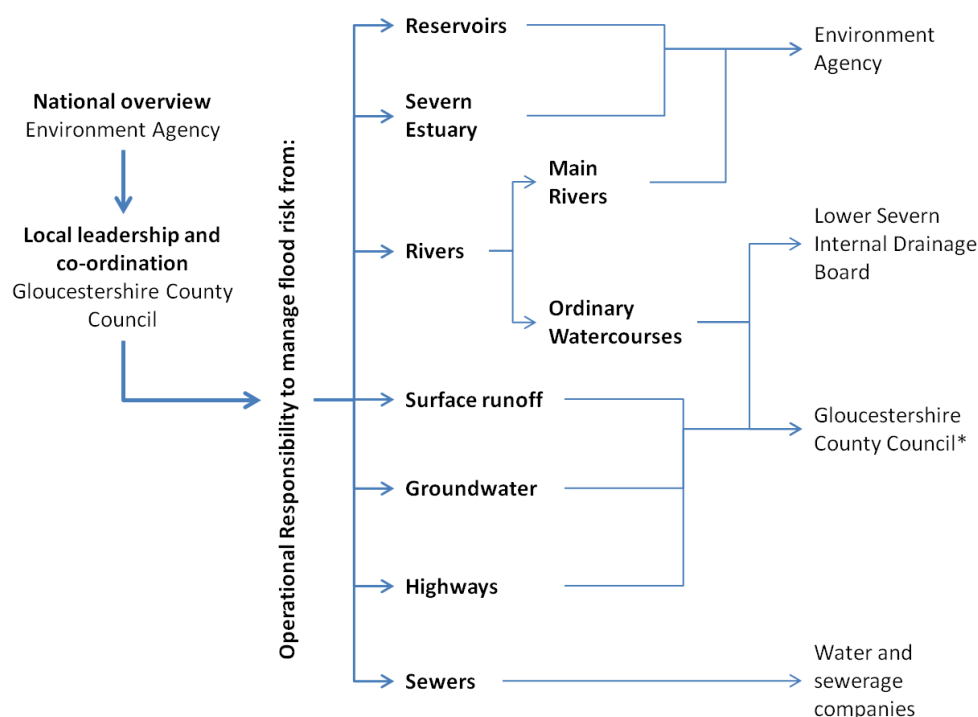 National overview
Environment Agency
Local leadership and
co-ordination
Gloucestershire County
Council
Operational Responsibility to manage flood risk from:
Reservoirs
Severn
Estuary
Rivers
Main
Rivers
Ordinary
Watercourses
Surface runoff
Groundwater
Highways
Sewers
Environment
Agency
Lower Severn
Internal Drainage
Board
Gloucestershire
County Council*
Water and
sewerage
companies